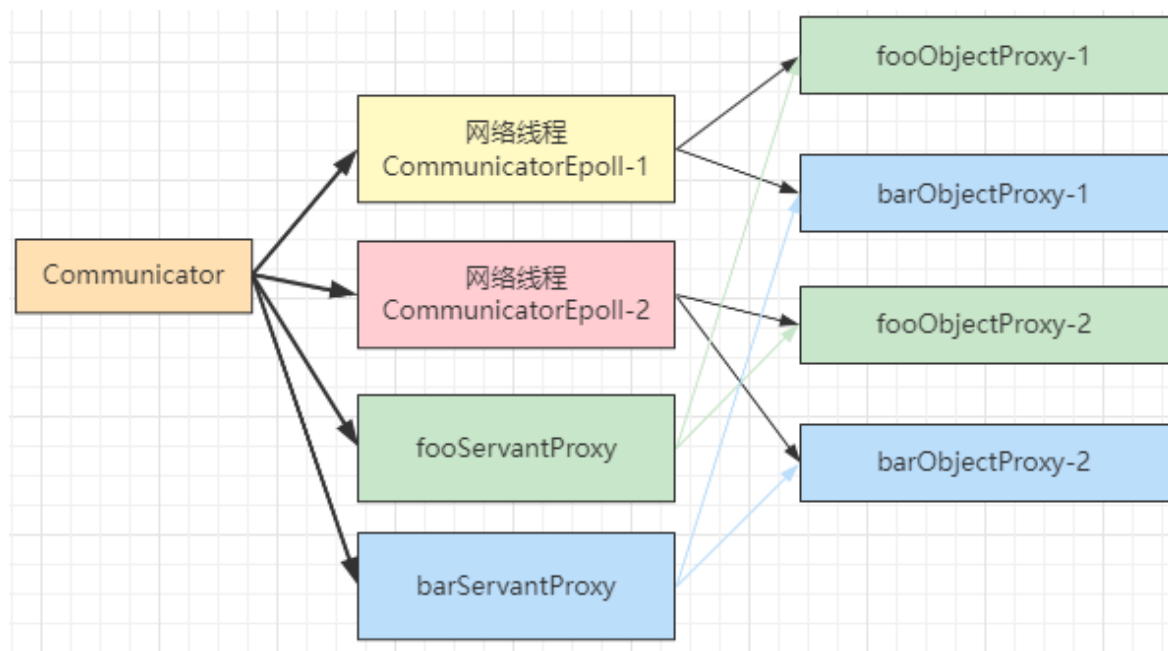 Communicator
网络线程
CommunicatorEpoll-1
网络线程
CommunicatorEpoll-2
fooServantProxy
barServantProxy
fooObjectProxy-1
barObjectProxy-1
fooObjectProxy-2
barObjectProxy-2